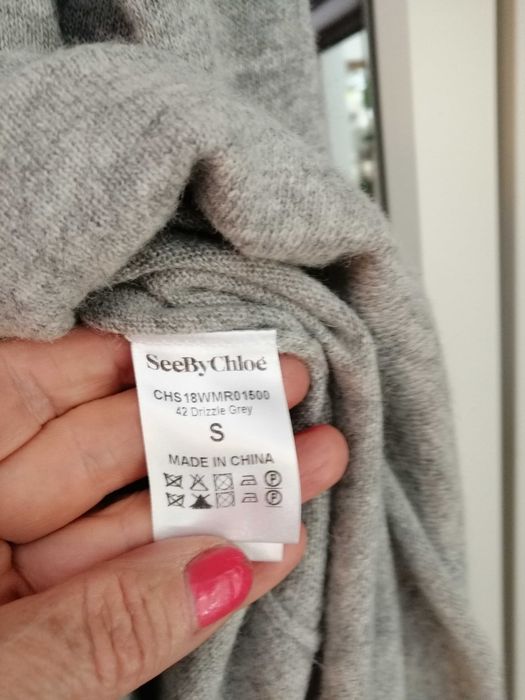 SeeByChloé
CHS18WMR01500
42 Drizzle Grey
S
MADE IN CHINA
P
P